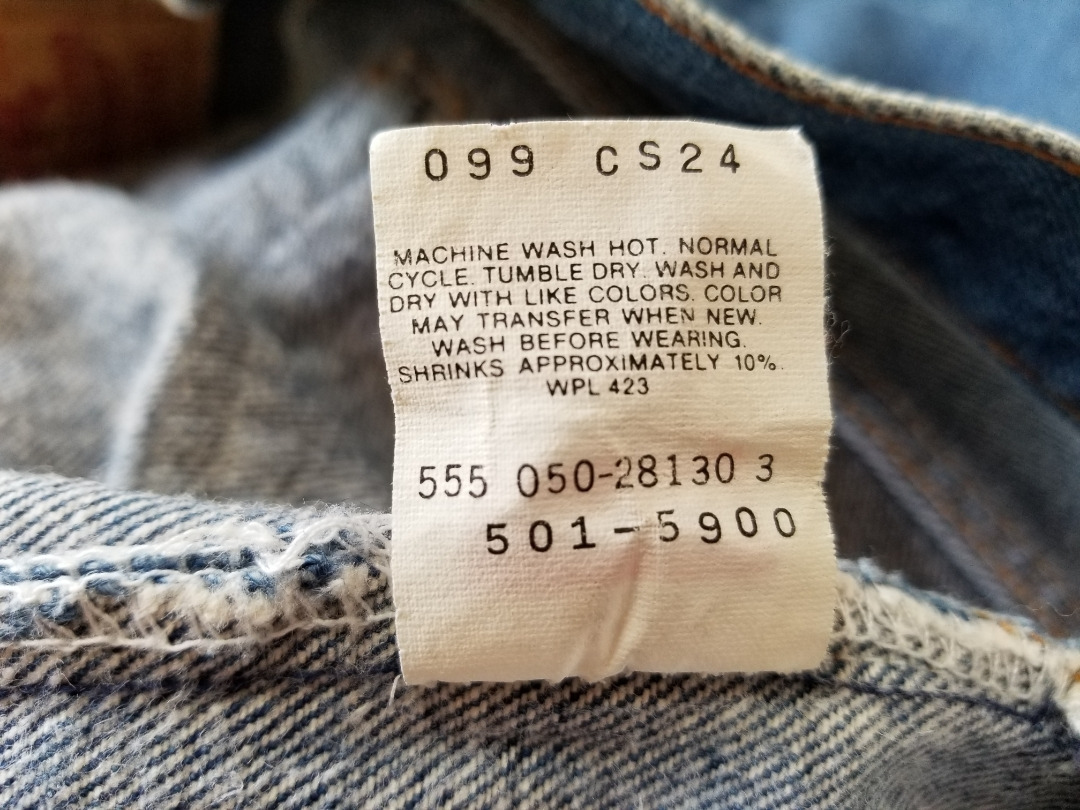 099 CS24
MACHINE WASH HOT. NORMAL
CYCLE. TUMBLE DRY. WASH AND
DRY WITH LIKE COLORS. COLOR
MAY TRANSFER WHEN NEW.
WASH BEFORE WEARING.
SHRINKS APPROXIMATELY 10%.
WPL 423
555 050-28130 3
501-5900